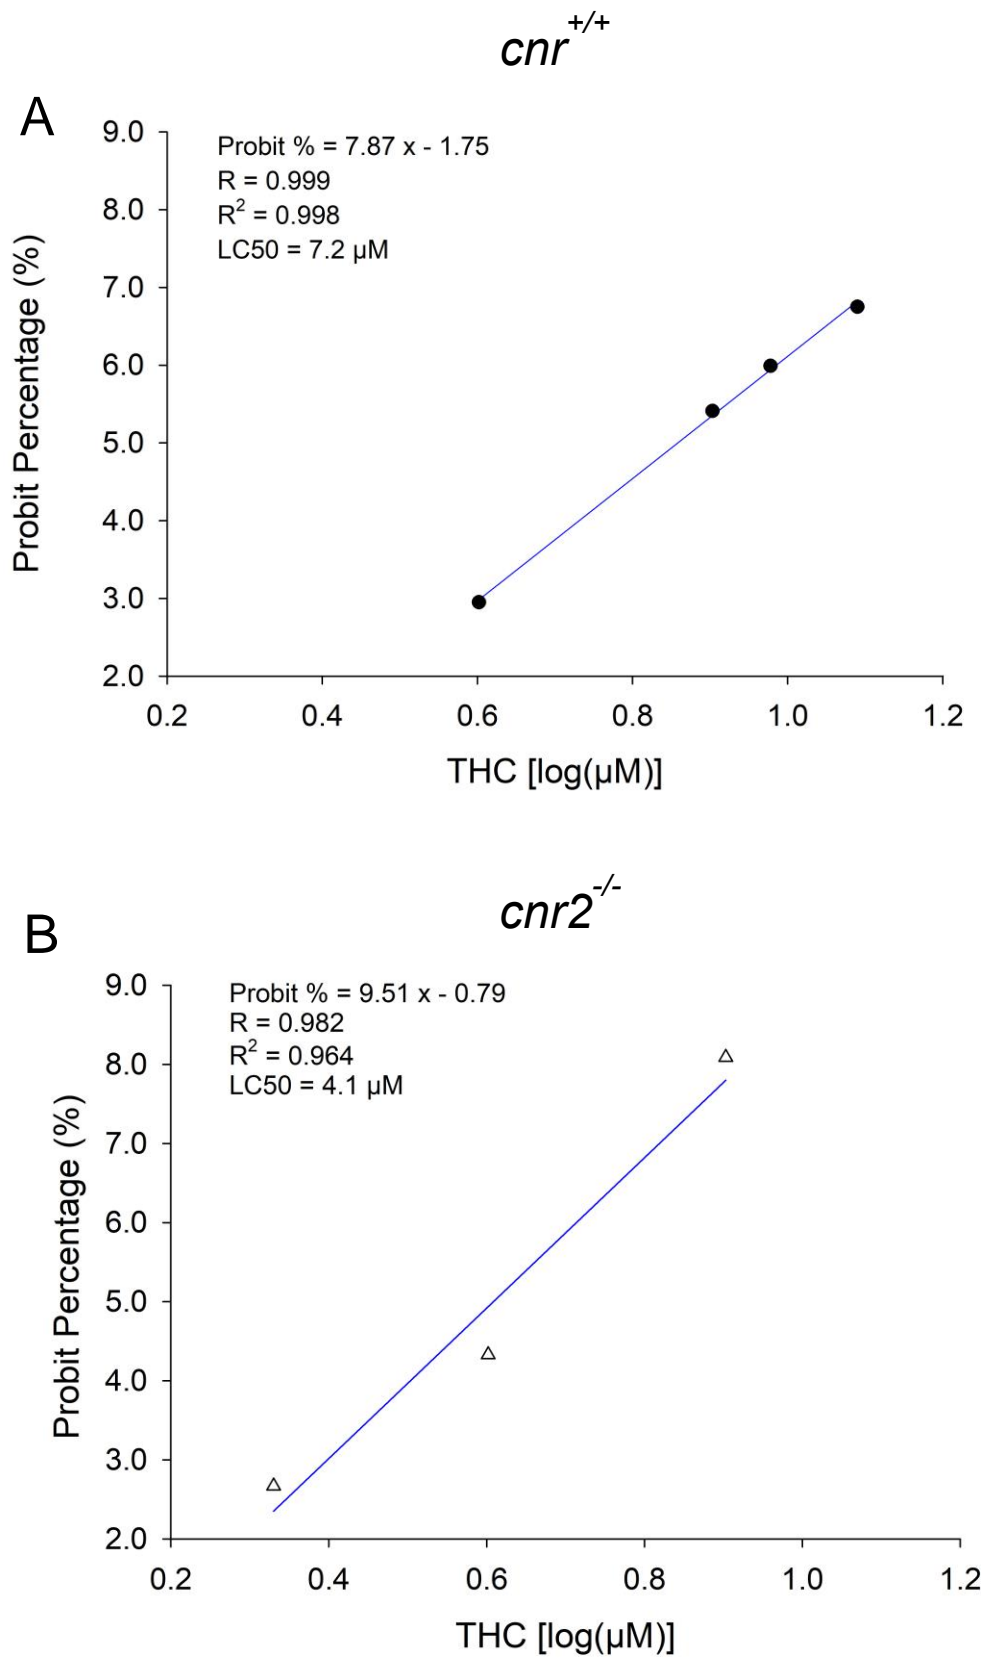 cnr+/+
A
Probit % = 7.87 x - 1.75
R = 0.999
R2 = 0.998
LC50 = 7.2 µM
9.0
8.0
7.0
6.0
5.0
4.0
3.0
2.0
Probit Percentage (%)
0.2 0.4 0.6 0.8 1.0 1.2
THC [log(µM)]
cnr2-/-
B
Probit % = 9.51 x - 0.79
R = 0.982
R2 = 0.964
LC50 = 4.1 µM
9.0
8.0
7.0
6.0
5.0
4.0
3.0
2.0
Probit Percentage (%)
0.2 0.4 0.6 0.8 1.0 1.2
THC [log(µM)]